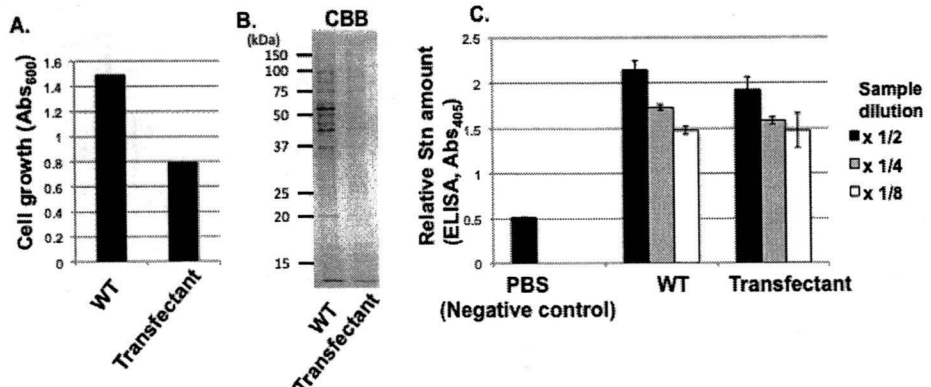 A.
Cell growth (Abs600)
1.6
1.4
1.2
1
0.8
0.6
0.4
0.2
0
WT
Transfectant
B.
CBB
(kDa)
150
100
75
50
37
25
20
15
WT
Transfectant
C.
Relative Stn amount
(ELISA, Abs405)
2.5
2
1.5
1
0.5
0
PBS
(Negative control)
WT
Transfectant
Sample
dilution
x 1/2
x 1/4
x 1/8